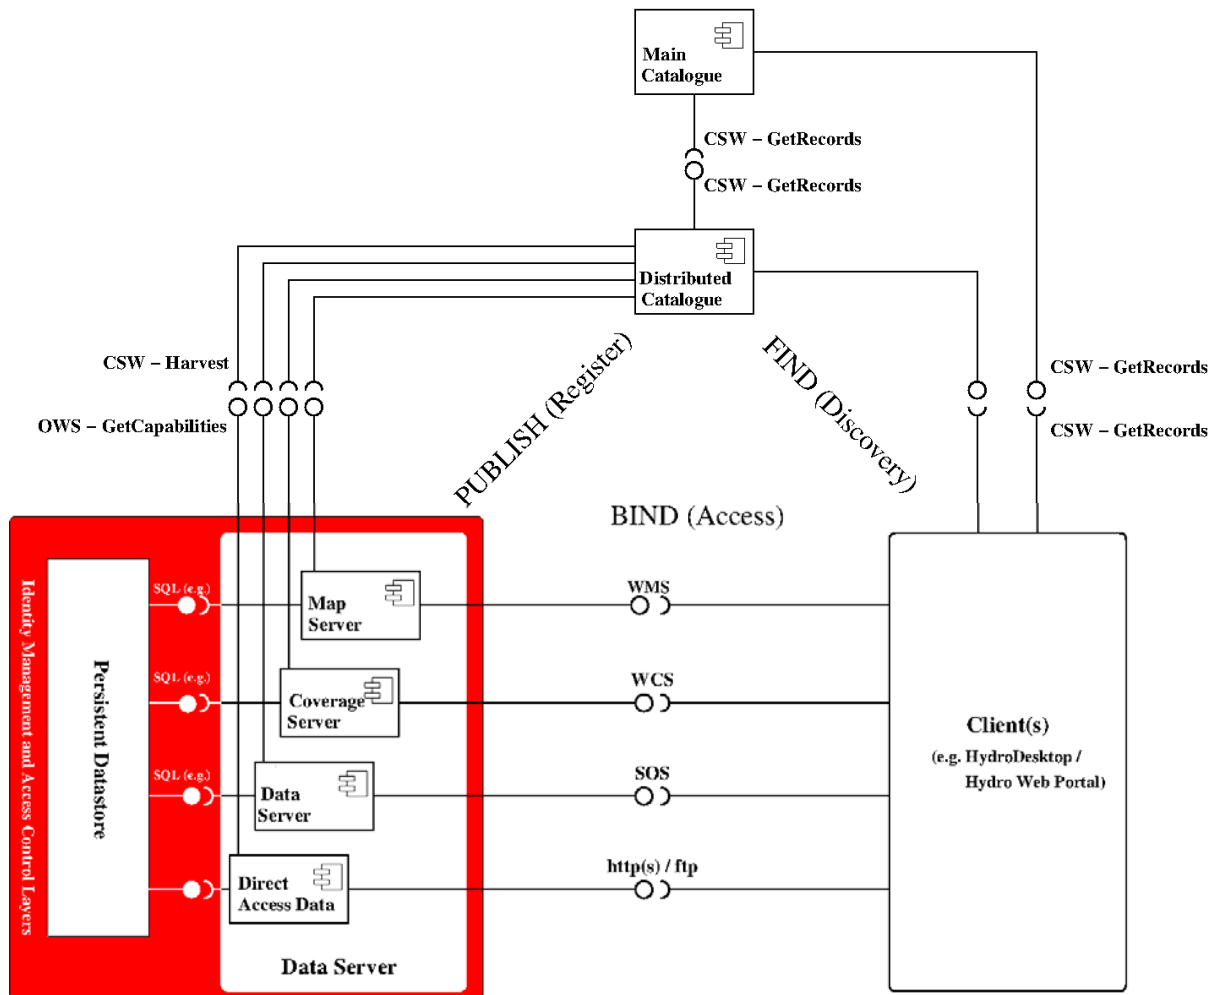 Main
Catalogue
CSW – GetRecords
CSW – GetRecords
Distributed
Catalogue
CSW – Harvest
OWS – GetCapabilities
PUBLISH (Register)
FIND (Discovery)
CSW – GetRecords
CSW – GetRecords
BIND (Access)
Identity Management and Access Control Layers
Persistent Datastore
SQL (e.g.)
Map
Server
WMS
SQL (e.g.)
Coverage
Server
WCS
SQL (e.g.)
Data
Server
SOS
Direct
Access Data
http(s) / ftp
Data Server
Client(s)
(e.g. HydroDesktop /
Hydro Web Portal)